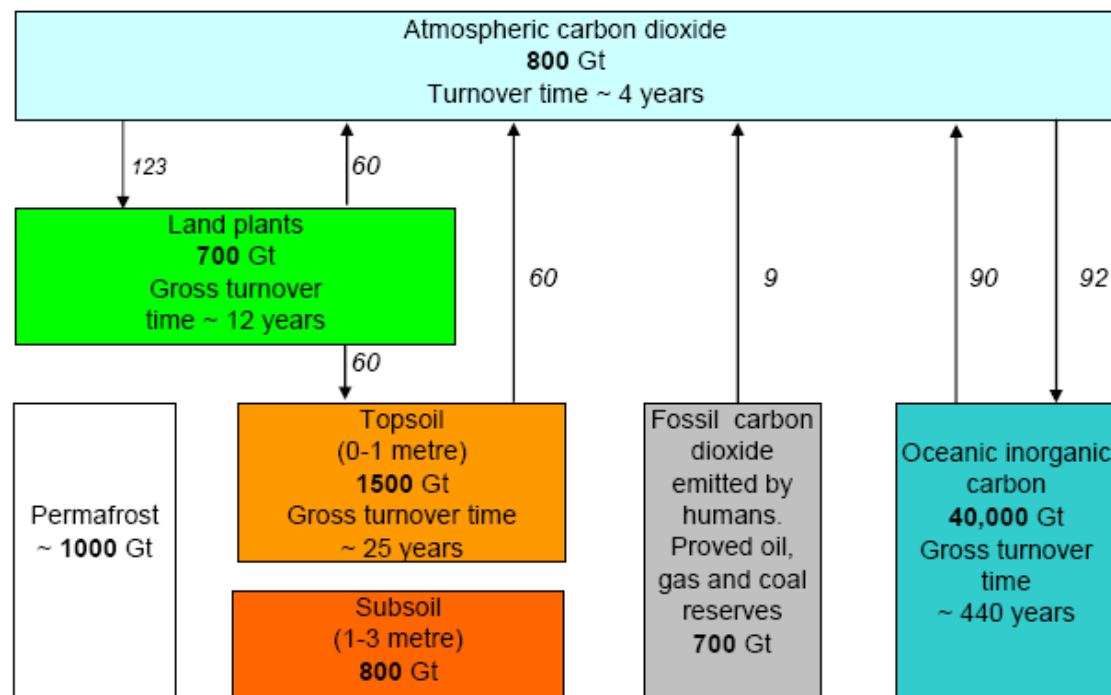 Atmospheric carbon dioxide
800 Gt
Turnover time ~ 4 years
123
60
60
9
90
92
Land plants
700 Gt
Gross turnover
time ~ 12 years
60
Permafrost
~ 1000 Gt
Topsoil
(0-1 metre)
1500 Gt
Gross turnover time
~ 25 years
Subsoil
(1-3 metre)
800 Gt
Fossil carbon
dioxide
emitted by
humans.
Proved oil,
gas and coal
reserves
700 Gt
Oceanic inorganic
carbon
40,000 Gt
Gross turnover
time
~ 440 years